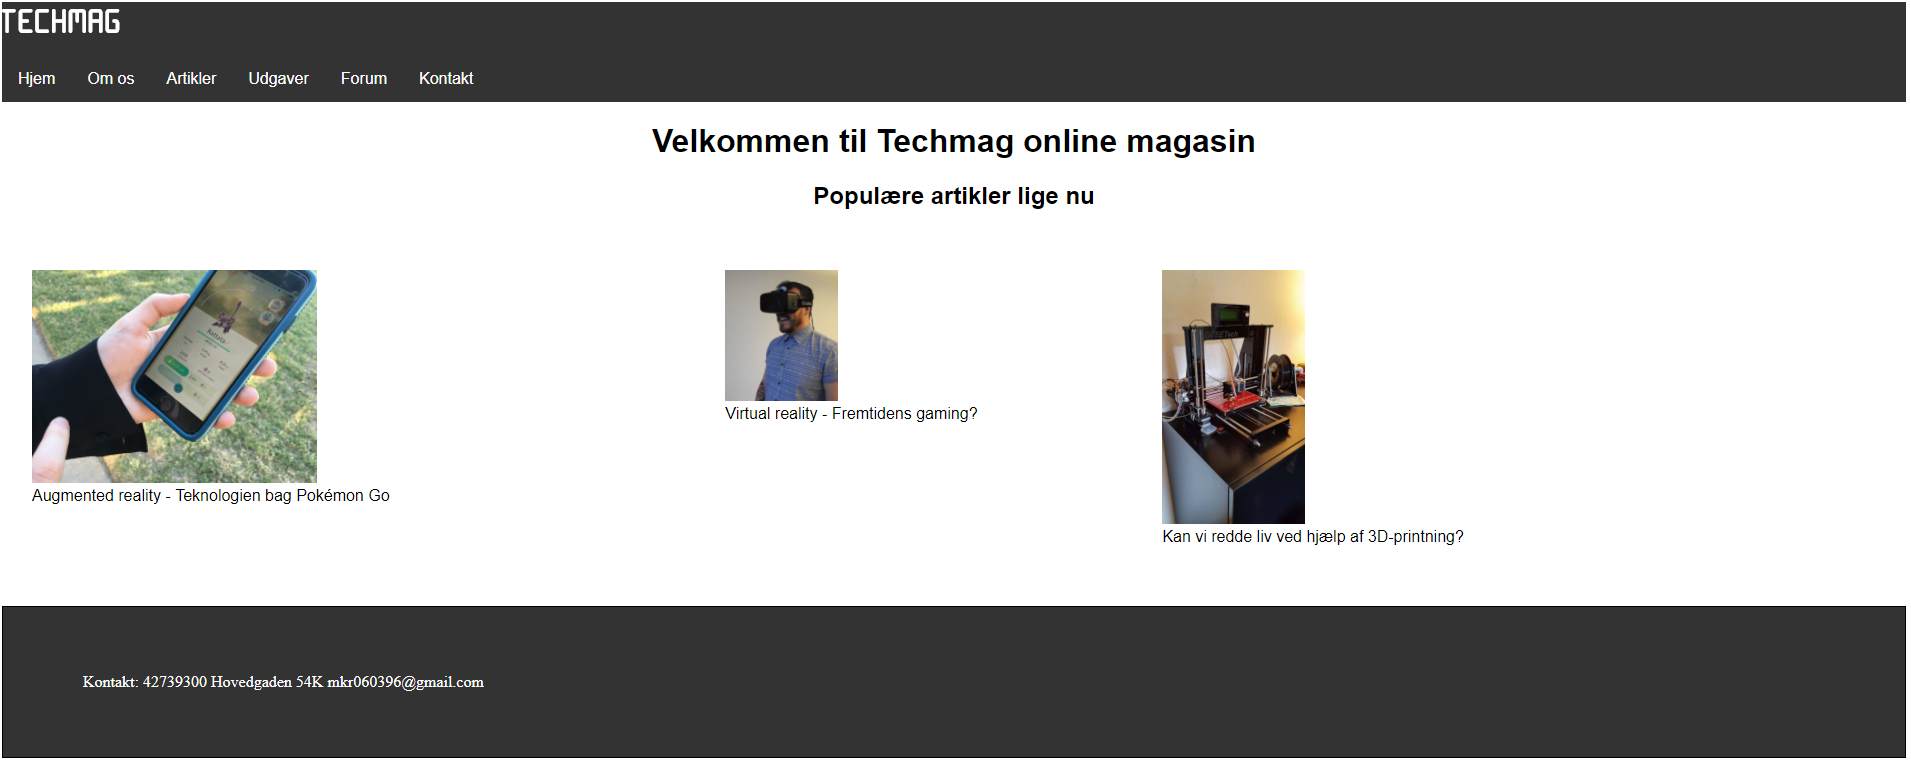 TECHMAG
Hjem Om os Artikler Udgaver Forum Kontakt
Velkommen til Techmag online magasin
Populære artikler lige nu
Rattata
Augmented reality - Teknologien bag Pokémon Go
Virtual reality - Fremtidens gaming?
Kan vi redde liv ved hjælp af 3D-printning?
Kontakt: 42739300 Hovedgaden 54K mkr060396@gmail.com